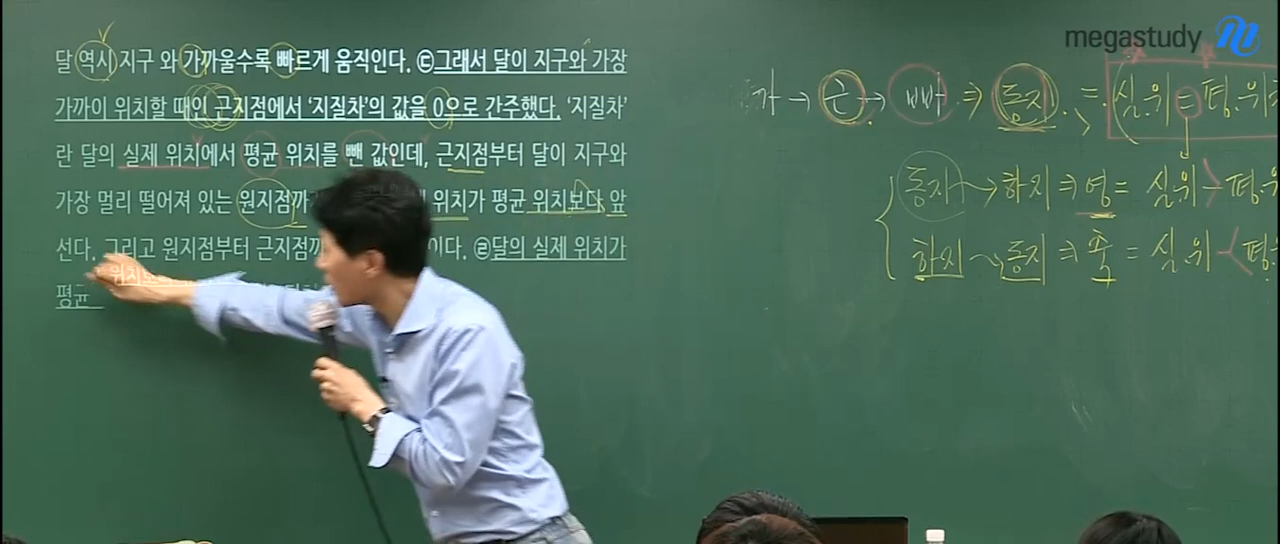 megastudy
달 역시 지구 와 가까울수록 빠르게 움직인다. ㉢그래서 달이 지구와 가장
가까이 위치할 때인 근지점에서 ‘지질차’의 값을 0으로 간주했다. ‘지질차’
란 달의 실제 위치에서 평균 위치를 뺀 값인데, 근지점부터 달이 지구와
가장 멀리 떨어져 있는 원지점까 위치가 평균 위치보다 앞
선다. 그리고 원지점부터 근지점까 이다. ㉣달의 실제 위치가
평균 위치보
가 → 근 → 빠 ⇒ 동지 = 실.위 = 평.위
동지 → 하지 ⇒ 영 = 실.위 > 평.위
하지 → 동지 ⇒ 축 = 실.위 < 평.